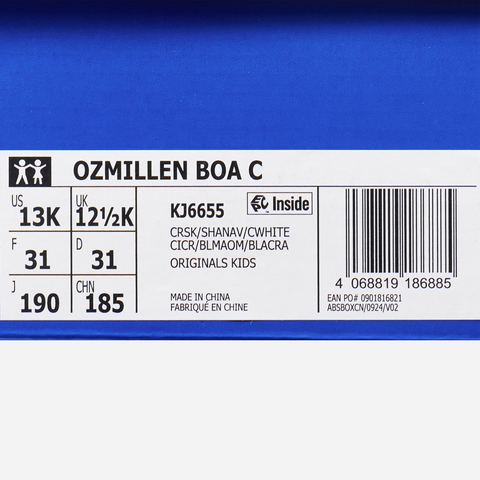 OZMILLEN BOA C
US 13K UK 12½K
F 31 D 31
J 190 CHN 185
KJ6655 Inside
CRSK/SHANAV/CWHITE
CICR/BLMAOM/BLACRA
ORIGINALS KIDS
MADE IN CHINA
FABRIQUÉ EN CHINE
4 068819 186885
EAN PO# 0901816821
ABSBOXCN/0924/V02